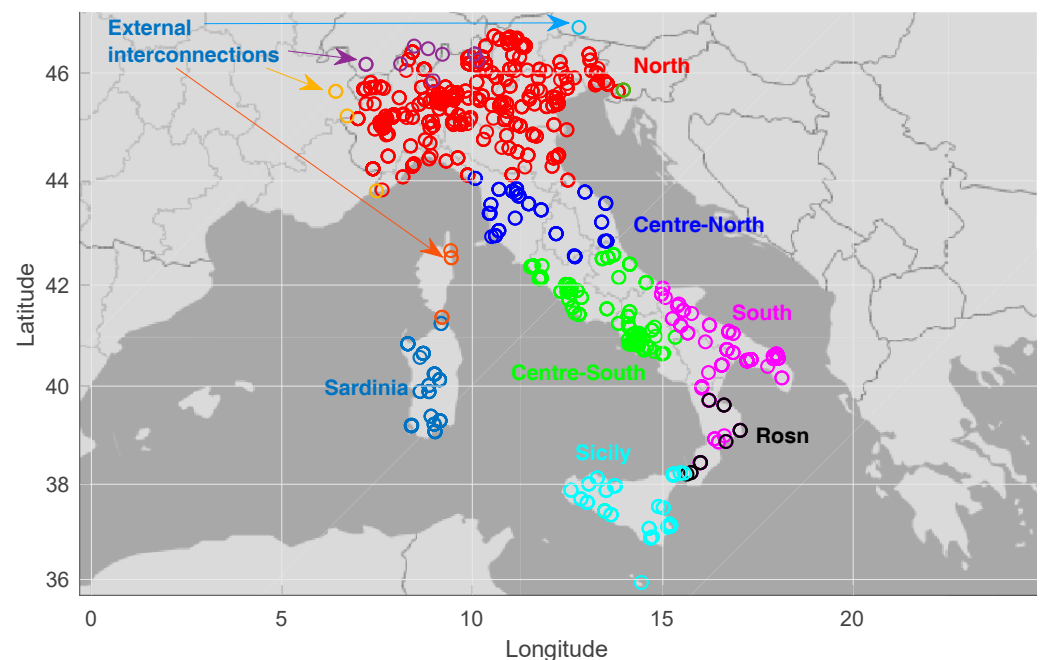 External
interconnections
North
Centre-North
South
Centre-South
Sardinia
Rosn
Sicily
46
44
42
40
38
36
Latitude
0
5
10
15
20
Longitude